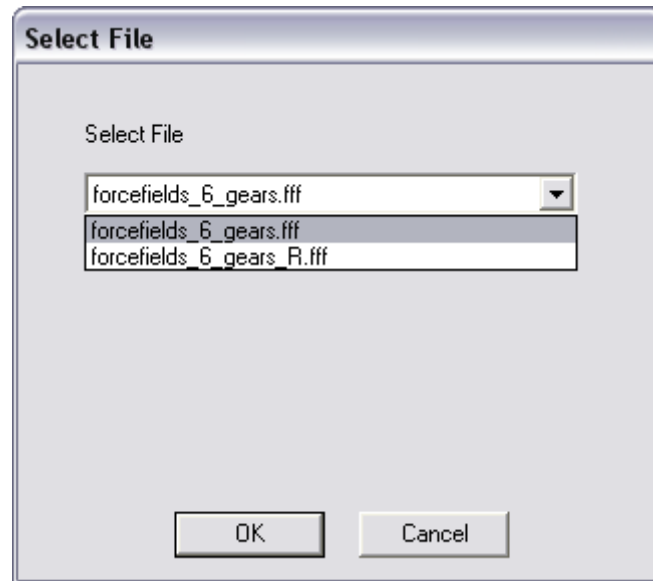 Select File
Select File
forcefields_6_gears.fff
forcefields_6_gears.fff
forcefields_6_gears_R.fff
OK Cancel